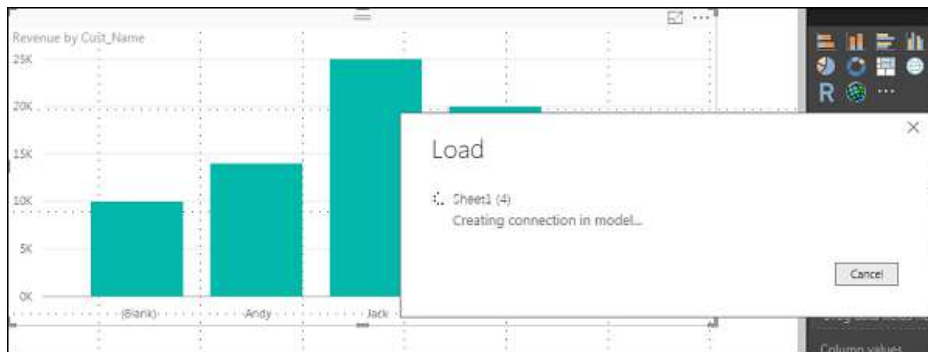 Revenue by Cust_Name
25K
20K
15K
10K
5K
0K
(Blank)
Andy
Jack
Load
Sheet1 (4)
Creating connection in model...
Cancel
R
Column values